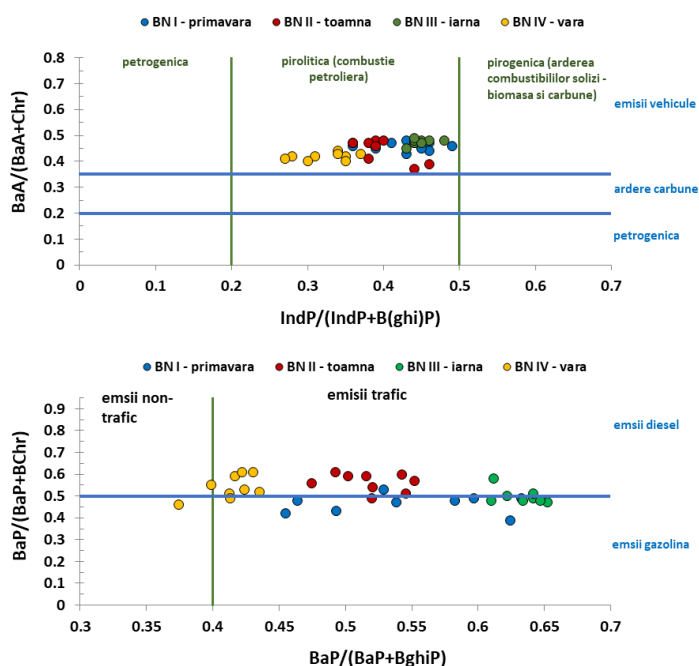 BN I - primavara BN II - toamna BN III - iarna BN IV - vara
0.8
0.7
0.6
0.5
0.4
0.3
0.2
0.1
0
BaA/(BaA+Chr)
petrogenica
pirolitica (combustie
petroliera)
pirogenica (arderea
combustibililor solizi -
biomasa si carbune)
emisii vehicule
ardere carbune
petrogenica
0 0.1 0.2 0.3 0.4 0.5 0.6 0.7
IndP/(IndP+B(ghi)P)
BN I - primavara BN II - toamna BN III - iarna BN IV - vara
0.9
0.8
0.7
0.6
0.5
0.4
0.3
0.2
0.1
0
BaP/(BaP+BChr)
emsii non-
trafic
emisii trafic
emsii diesel
emsii gazolina
0.3 0.35 0.4 0.45 0.5 0.55 0.6 0.65 0.7
BaP/(BaP+BghiP)